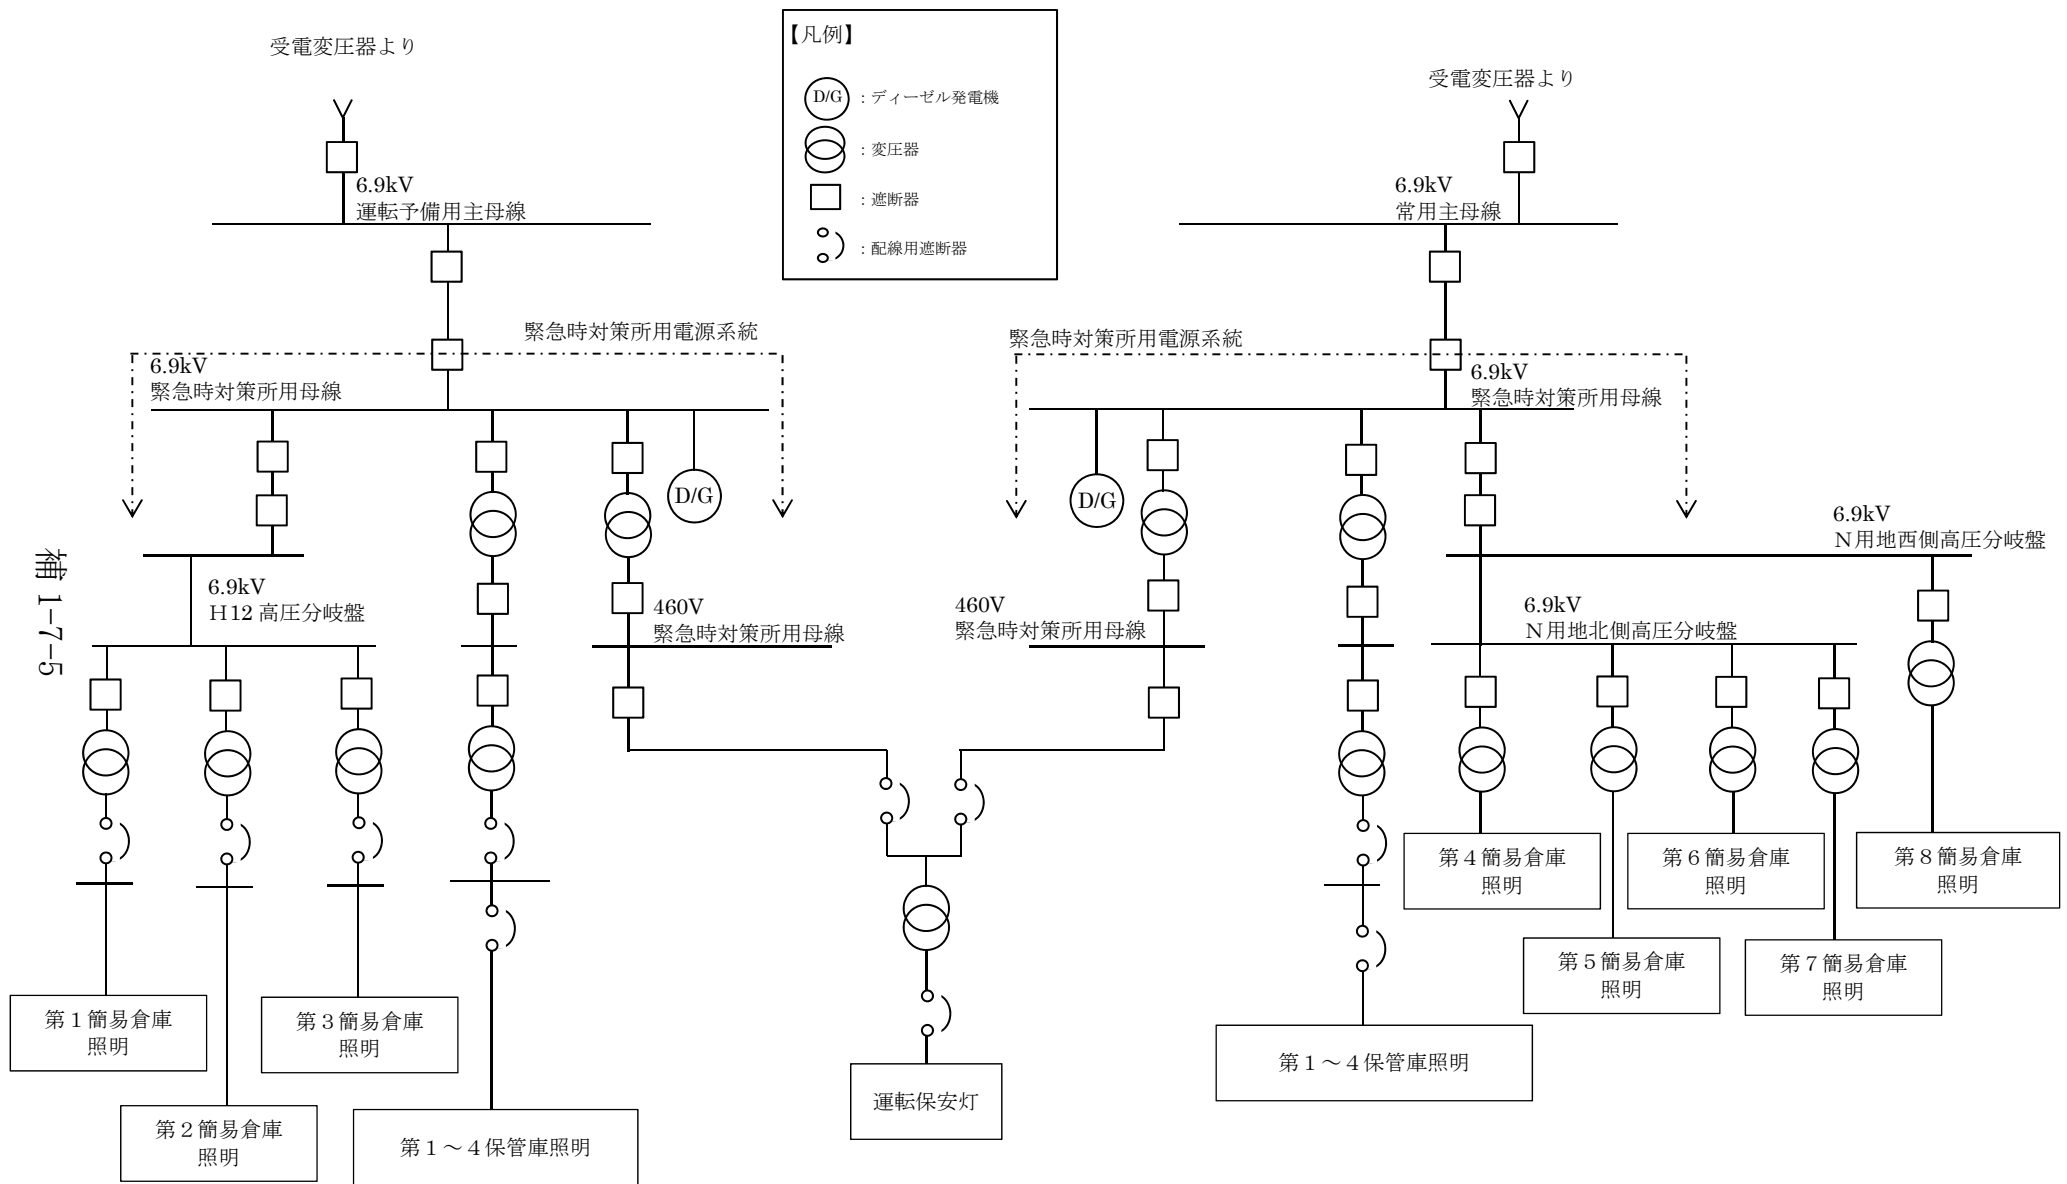 受電変圧器より
【凡例】
D/G
：ディーゼル発電機
：変圧器
：遮断器
：配線用遮断器
受電変圧器より
6.9kV
運転予備用主母線
6.9kV
常用主母線
緊急時対策所用電源系統
緊急時対策所用電源系統
6.9kV
緊急時対策所用母線
6.9kV
緊急時対策所用母線
D/G
D/G
6.9kV
Ｎ用地西側高圧分岐盤
補 1-7-5
6.9kV
Ｈ12 高圧分岐盤
460V
緊急時対策所用母線
460V
緊急時対策所用母線
6.9kV
Ｎ用地北側高圧分岐盤
第４簡易倉庫
照明
第６簡易倉庫
照明
第８簡易倉庫
照明
第５簡易倉庫
照明
第７簡易倉庫
照明
第１簡易倉庫
照明
第３簡易倉庫
照明
第２簡易倉庫
照明
第１～４保管庫照明
運転保安灯
第１～４保管庫照明